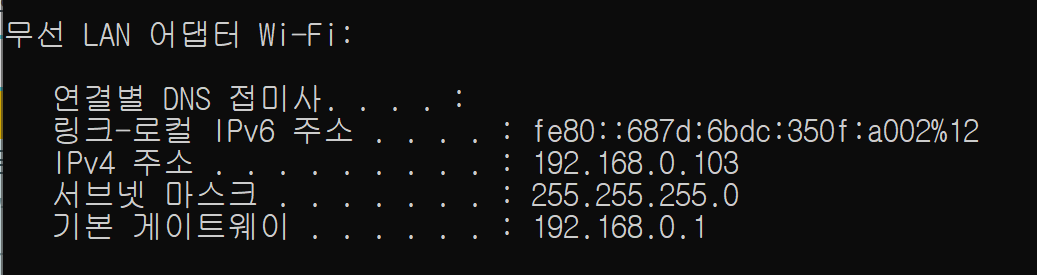 무선 LAN 어댑터 Wi-Fi:
연결별 DNS 접미사. . . . :
링크-로컬 IPv6 주소 . . . . : fe80::687d:6bdc:350f:a002%12
IPv4 주소 . . . . . . . . . : 192.168.0.103
서브넷 마스크 . . . . . . . : 255.255.255.0
기본 게이트웨이 . . . . . . : 192.168.0.1